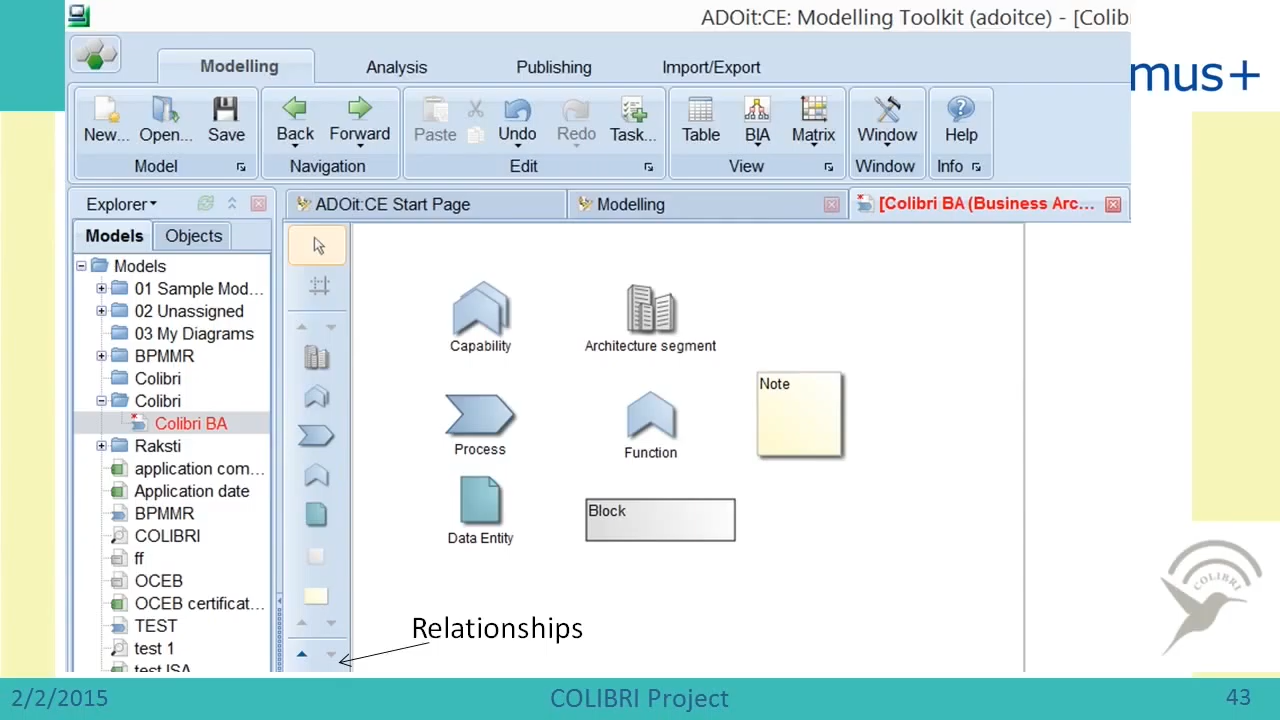 ADOit:CE: Modelling Toolkit (adoitce) - [Colib
mus+
Modelling Analysis Publishing Import/Export
New... Open... Save Back Forward Paste Undo Redo Task... Table BIA Matrix Window Help
Model Navigation Edit View Window Info
Explorer ADOit:CE Start Page Modelling [Colibri BA (Business Arc...
Models Objects
Models
01 Sample Mod...
02 Unassigned
03 My Diagrams
BPMMR
Colibri
Colibri
Colibri BA
Raksti
application com...
Application date
BPMMR
COLIBRI
ff
OCEB
OCEB certificat...
TEST
test 1
test ISA
Capability Architecture segment
Note
Process Function
Block
Data Entity
COLIBRI
Relationships
2/2/2015 COLIBRI Project 43